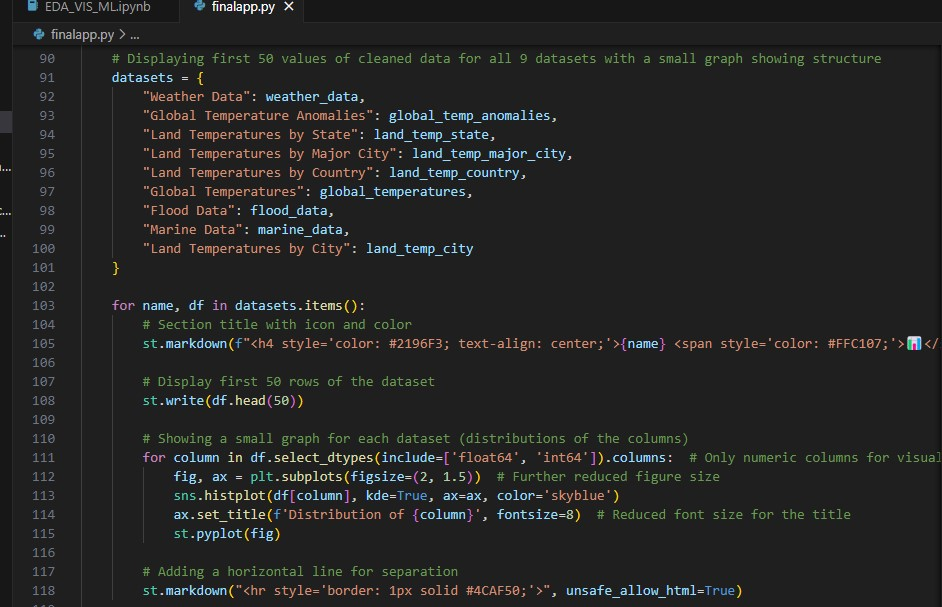 EDA_VIS_ML.ipynb
finalapp.py ×
finalapp.py > ...
90 # Displaying first 50 values of cleaned data for all 9 datasets with a small graph showing structure
91 datasets = {
92 "Weather Data": weather_data,
93 "Global Temperature Anomalies": global_temp_anomalies,
94 "Land Temperatures by State": land_temp_state,
95 "Land Temperatures by Major City": land_temp_major_city,
96 "Land Temperatures by Country": land_temp_country,
97 "Global Temperatures": global_temperatures,
98 "Flood Data": flood_data,
99 "Marine Data": marine_data,
100 "Land Temperatures by City": land_temp_city
101 }
102
103 for name, df in datasets.items():
104 # Section title with icon and color
105 st.markdown(f"<h4 style='color: #2196F3; text-align: center;'>{name} <span style='color: #FFC107;'>📊</
106
107 # Display first 50 rows of the dataset
108 st.write(df.head(50))
109
110 # Showing a small graph for each dataset (distributions of the columns)
111 for column in df.select_dtypes(include=['float64', 'int64']).columns: # Only numeric columns for visual
112 fig, ax = plt.subplots(figsize=(2, 1.5)) # Further reduced figure size
113 sns.histplot(df[column], kde=True, ax=ax, color='skyblue')
114 ax.set_title(f'Distribution of {column}', fontsize=8) # Reduced font size for the title
115 st.pyplot(fig)
116
117 # Adding a horizontal line for separation
118 st.markdown("<hr style='border: 1px solid #4CAF50;'>", unsafe_allow_html=True)